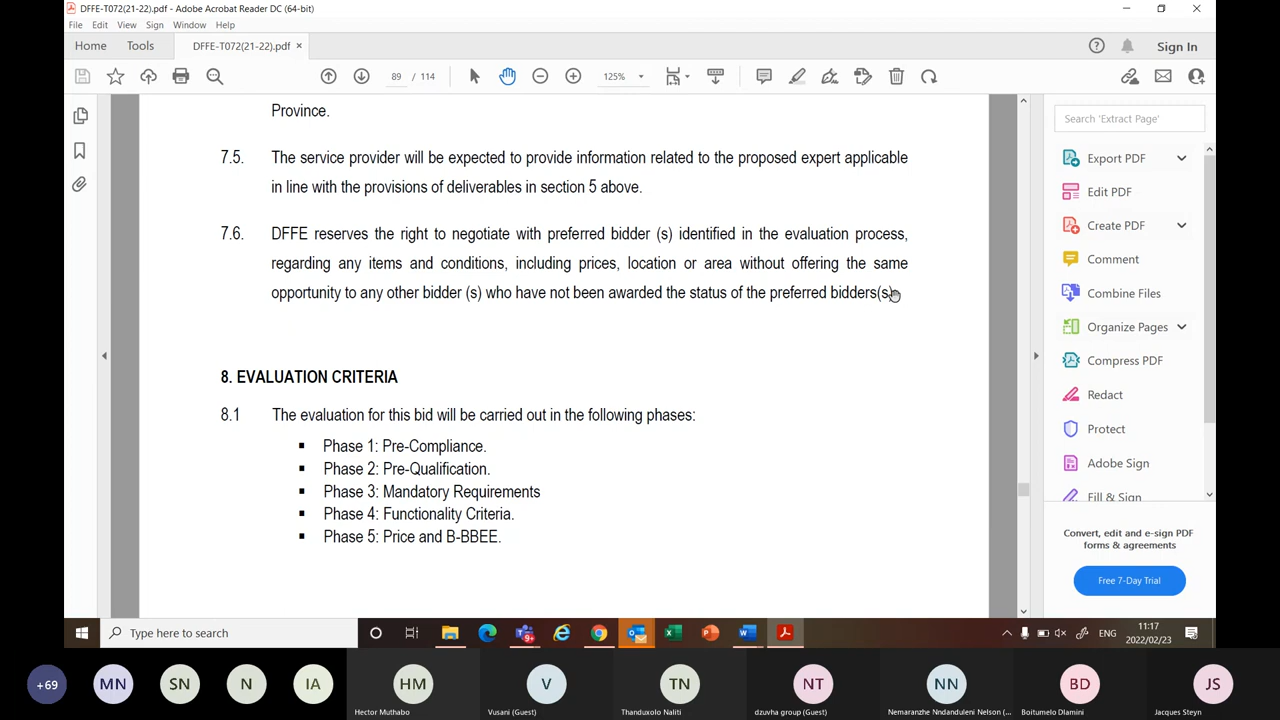 DFFE-T072(21-22).pdf - Adobe Acrobat Reader DC (64-bit)
File Edit View Sign Window Help
Home Tools DFFE-T072(21-22).pdf × Sign In
89 / 114 125%
Province.
7.5. The service provider will be expected to provide information related to the proposed expert applicable
in line with the provisions of deliverables in section 5 above.
7.6. DFFE reserves the right to negotiate with preferred bidder (s) identified in the evaluation process,
regarding any items and conditions, including prices, location or area without offering the same
opportunity to any other bidder (s) who have not been awarded the status of the preferred bidders(s)
8. EVALUATION CRITERIA
8.1 The evaluation for this bid will be carried out in the following phases:
▪ Phase 1: Pre-Compliance.
▪ Phase 2: Pre-Qualification.
▪ Phase 3: Mandatory Requirements
▪ Phase 4: Functionality Criteria.
▪ Phase 5: Price and B-BBEE.
Search 'Extract Page'
Export PDF
Edit PDF
Create PDF
Comment
Combine Files
Organize Pages
Compress PDF
Redact
Protect
Adobe Sign
Fill & Sign
Convert, edit and e-sign PDF
forms & agreements
Free 7-Day Trial
Type here to search
ENG
11:17
2022/02/23
+69 MN SN N IA HM V TN NT NN BD JS
Hector Muthabo Vusani (Guest) Thanduxolo Naliti dzuvha group (Guest) Nemaranzhe Nndanduleni Nelson (... Boitumelo Dlamini Jacques Steyn